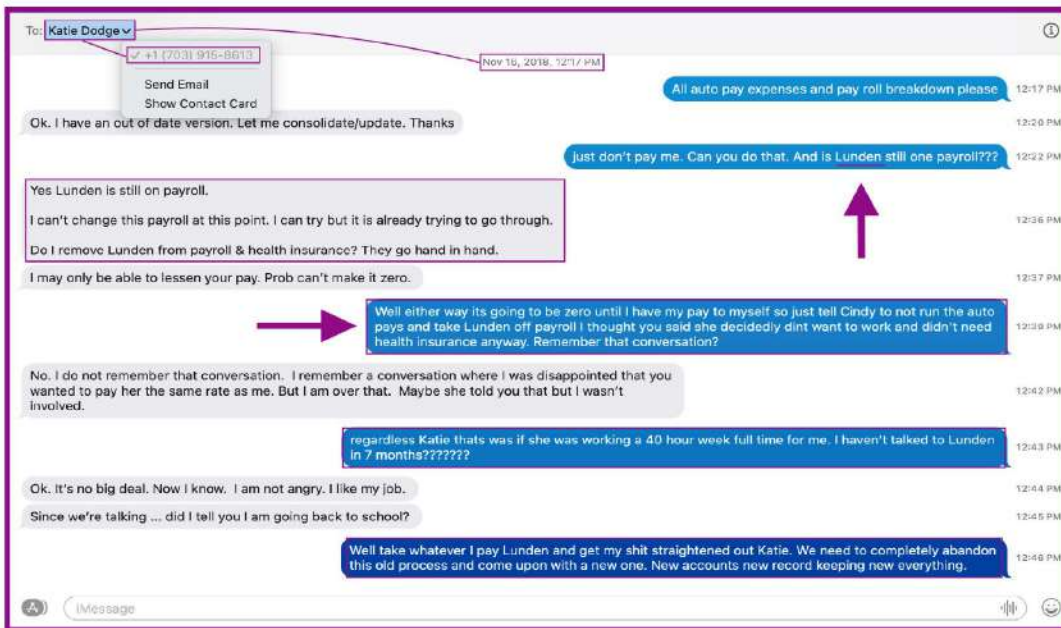 To: Katie Dodge
✓ +1 (703) 915-8613
Nov 16, 2018, 12:17 PM
Send Email
Show Contact Card
All auto pay expenses and pay roll breakdown please 12:17 PM
Ok. I have an out of date version. Let me consolidate/update. Thanks 12:20 PM
just don't pay me. Can you do that. And is Lunden still one payroll??? 12:22 PM
Yes Lunden is still on payroll.
I can't change this payroll at this point. I can try but it is already trying to go through. 12:36 PM
Do I remove Lunden from payroll & health insurance? They go hand in hand.
I may only be able to lessen your pay. Prob can't make it zero. 12:37 PM
Well either way its going to be zero until I have my pay to myself so just tell Cindy to not run the auto
pays and take Lunden off payroll I thought you said she decidedly dint want to work and didn't need 12:39 PM
health insurance anyway. Remember that conversation?
No. I do not remember that conversation. I remember a conversation where I was disappointed that you
wanted to pay her the same rate as me. But I am over that. Maybe she told you that but I wasn't 12:42 PM
involved.
regardless Katie thats was if she was working a 40 hour week full time for me. I haven't talked to Lunden 12:43 PM
in 7 months???????
Ok. It's no big deal. Now I know. I am not angry. I like my job. 12:44 PM
Since we're talking ... did I tell you I am going back to school? 12:45 PM
Well take whatever I pay Lunden and get my shit straightened out Katie. We need to completely abandon 12:46 PM
this old process and come upon with a new one. New accounts new record keeping new everything.
iMessage